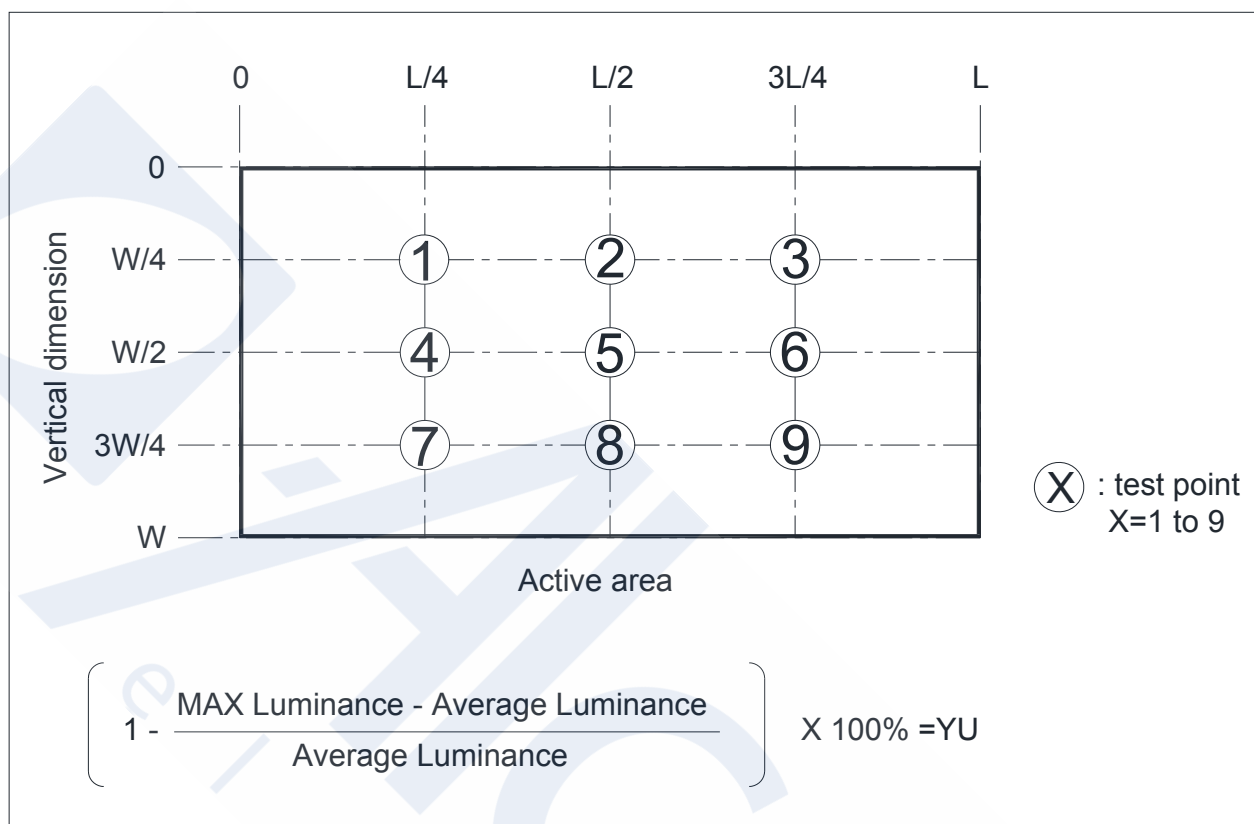 0 L/4 L/2 3L/4 L
0
W/4 1 2 3
Vertical dimension
W/2 4 5 6
3W/4 7 8 9
W
X : test point
X=1 to 9
Active area
1 - MAX Luminance - Average Luminance
Average Luminance
X 100% =YU